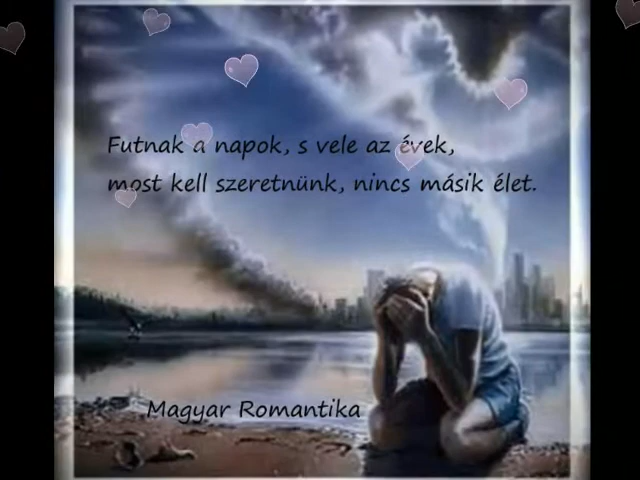 Futnak a napok, s vele az évek,
most kell szeretnünk, nincs másik élet.
Magyar Romantika